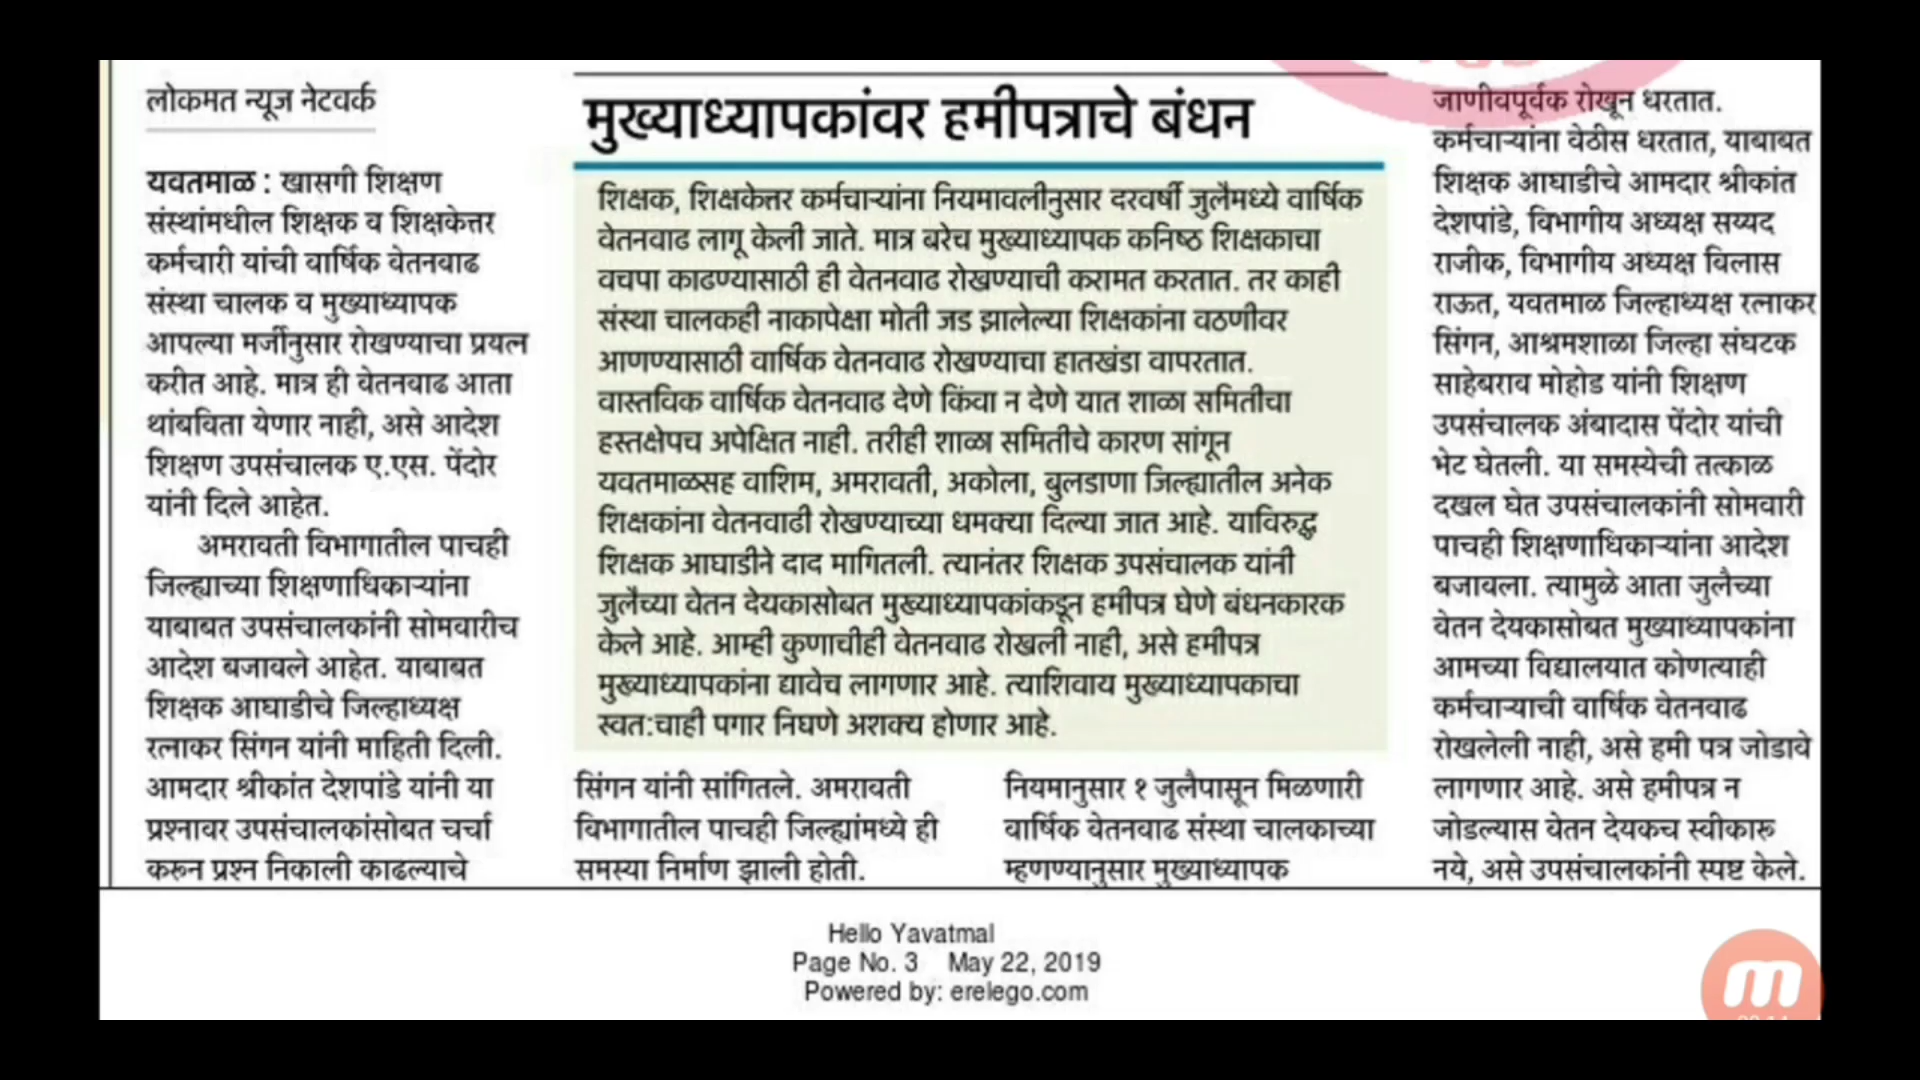 लोकमत न्यूज नेटवर्क
यवतमाळ : खासगी शिक्षण
संस्थांमधील शिक्षक व शिक्षकेत्तर
कर्मचारी यांची वार्षिक वेतनवाढ
संस्था चालक व मुख्याध्यापक
आपल्या मर्जीनुसार रोखण्याचा प्रयत्न
करीत आहे. मात्र ही वेतनवाढ आता
थांबविता येणार नाही, असे आदेश
शिक्षण उपसंचालक ए.एस. पेंदोर
यांनी दिले आहेत.
अमरावती विभागातील पाचही
जिल्ह्याच्या शिक्षणाधिकाऱ्यांना
याबाबत उपसंचालकांनी सोमवारीच
आदेश बजावले आहेत. याबाबत
शिक्षक आघाडीचे जिल्हाध्यक्ष
रत्नाकर सिंगन यांनी माहिती दिली.
आमदार श्रीकांत देशपांडे यांनी या
प्रश्नावर उपसंचालकांसोबत चर्चा
करून प्रश्न निकाली काढल्याचे
मुख्याध्यापकांवर हमीपत्राचे बंधन
शिक्षक, शिक्षकेत्तर कर्मचाऱ्यांना नियमावलीनुसार दरवर्षी जुलैमध्ये वार्षिक
वेतनवाढ लागू केली जाते. मात्र बरेच मुख्याध्यापक कनिष्ठ शिक्षकाचा
वचपा काढण्यासाठी ही वेतनवाढ रोखण्याची करामत करतात. तर काही
संस्था चालकही नाकापेक्षा मोती जड झालेल्या शिक्षकांना वठणीवर
आणण्यासाठी वार्षिक वेतनवाढ रोखण्याचा हातखंडा वापरतात.
वास्तविक वार्षिक वेतनवाढ देणे किंवा न देणे यात शाळा समितीचा
हस्तक्षेपच अपेक्षित नाही. तरीही शाळा समितीचे कारण सांगून
यवतमाळसह वाशिम, अमरावती, अकोला, बुलडाणा जिल्ह्यातील अनेक
शिक्षकांना वेतनवाढी रोखण्याच्या धमक्या दिल्या जात आहे. याविरुद्ध
शिक्षक आघाडीने दाद मागितली. त्यानंतर शिक्षक उपसंचालक यांनी
जुलैच्या वेतन देयकासोबत मुख्याध्यापकांकडून हमीपत्र घेणे बंधनकारक
केले आहे. आम्ही कुणाचीही वेतनवाढ रोखली नाही, असे हमीपत्र
मुख्याध्यापकांना द्यावेच लागणार आहे. त्याशिवाय मुख्याध्यापकाचा
स्वत:चाही पगार निघणे अशक्य होणार आहे.
सिंगन यांनी सांगितले. अमरावती
विभागातील पाचही जिल्ह्यांमध्ये ही
समस्या निर्माण झाली होती.
नियमानुसार १ जुलैपासून मिळणारी
वार्षिक वेतनवाढ संस्था चालकाच्या
म्हणण्यानुसार मुख्याध्यापक
जाणीवपूर्वक रोखून धरतात.
कर्मचाऱ्यांना वेठीस धरतात, याबाबत
शिक्षक आघाडीचे आमदार श्रीकांत
देशपांडे, विभागीय अध्यक्ष सय्यद
राजीक, विभागीय अध्यक्ष विलास
राऊत, यवतमाळ जिल्हाध्यक्ष रत्नाकर
सिंगन, आश्रमशाळा जिल्हा संघटक
साहेबराव मोहोड यांनी शिक्षण
उपसंचालक अंबादास पेंदोर यांची
भेट घेतली. या समस्येची तत्काळ
दखल घेत उपसंचालकांनी सोमवारी
पाचही शिक्षणाधिकाऱ्यांना आदेश
बजावला. त्यामुळे आता जुलैच्या
वेतन देयकासोबत मुख्याध्यापकांना
आमच्या विद्यालयात कोणत्याही
कर्मचाऱ्याची वार्षिक वेतनवाढ
रोखलेली नाही, असे हमी पत्र जोडावे
लागणार आहे. असे हमीपत्र न
जोडल्यास वेतन देयकच स्वीकारू
नये, असे उपसंचालकांनी स्पष्ट केले.
Hello Yavatmal
Page No. 3 May 22, 2019
Powered by: erelego.com